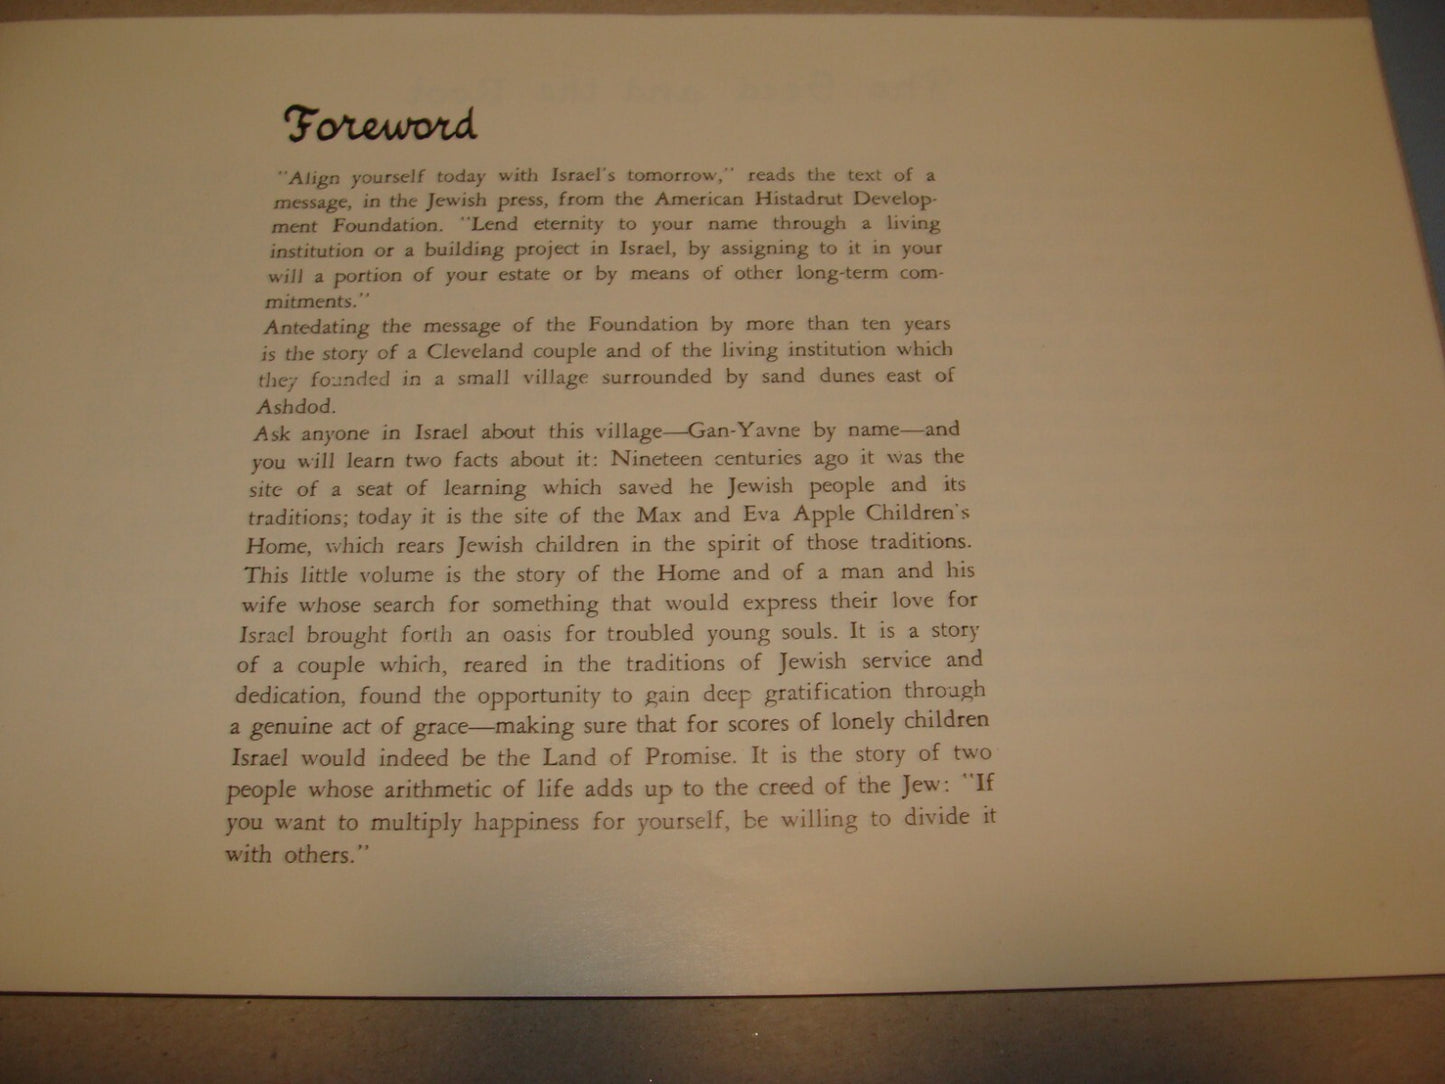 Foreword
"Align yourself today with Israel's tomorrow," reads the text of a
message, in the Jewish press, from the American Histadrut Develop-
ment Foundation. "Lend eternity to your name through a living
institution or a building project in Israel, by assigning to it in your
will a portion of your estate or by means of other long-term com-
mitments."
Antedating the message of the Foundation by more than ten years
is the story of a Cleveland couple and of the living institution which
they founded in a small village surrounded by sand dunes east of
Ashdod.
Ask anyone in Israel about this village—Gan-Yavne by name—and
you will learn two facts about it: Nineteen centuries ago it was the
site of a seat of learning which saved he Jewish people and its
traditions; today it is the site of the Max and Eva Apple Children's
Home, which rears Jewish children in the spirit of those traditions.
This little volume is the story of the Home and of a man and his
wife whose search for something that would express their love for
Israel brought forth an oasis for troubled young souls. It is a story
of a couple which, reared in the traditions of Jewish service and
dedication, found the opportunity to gain deep gratification through
a genuine act of grace—making sure that for scores of lonely children
Israel would indeed be the Land of Promise. It is the story of two
people whose arithmetic of life adds up to the creed of the Jew: "If
you want to multiply happiness for yourself, be willing to divide it
with others."